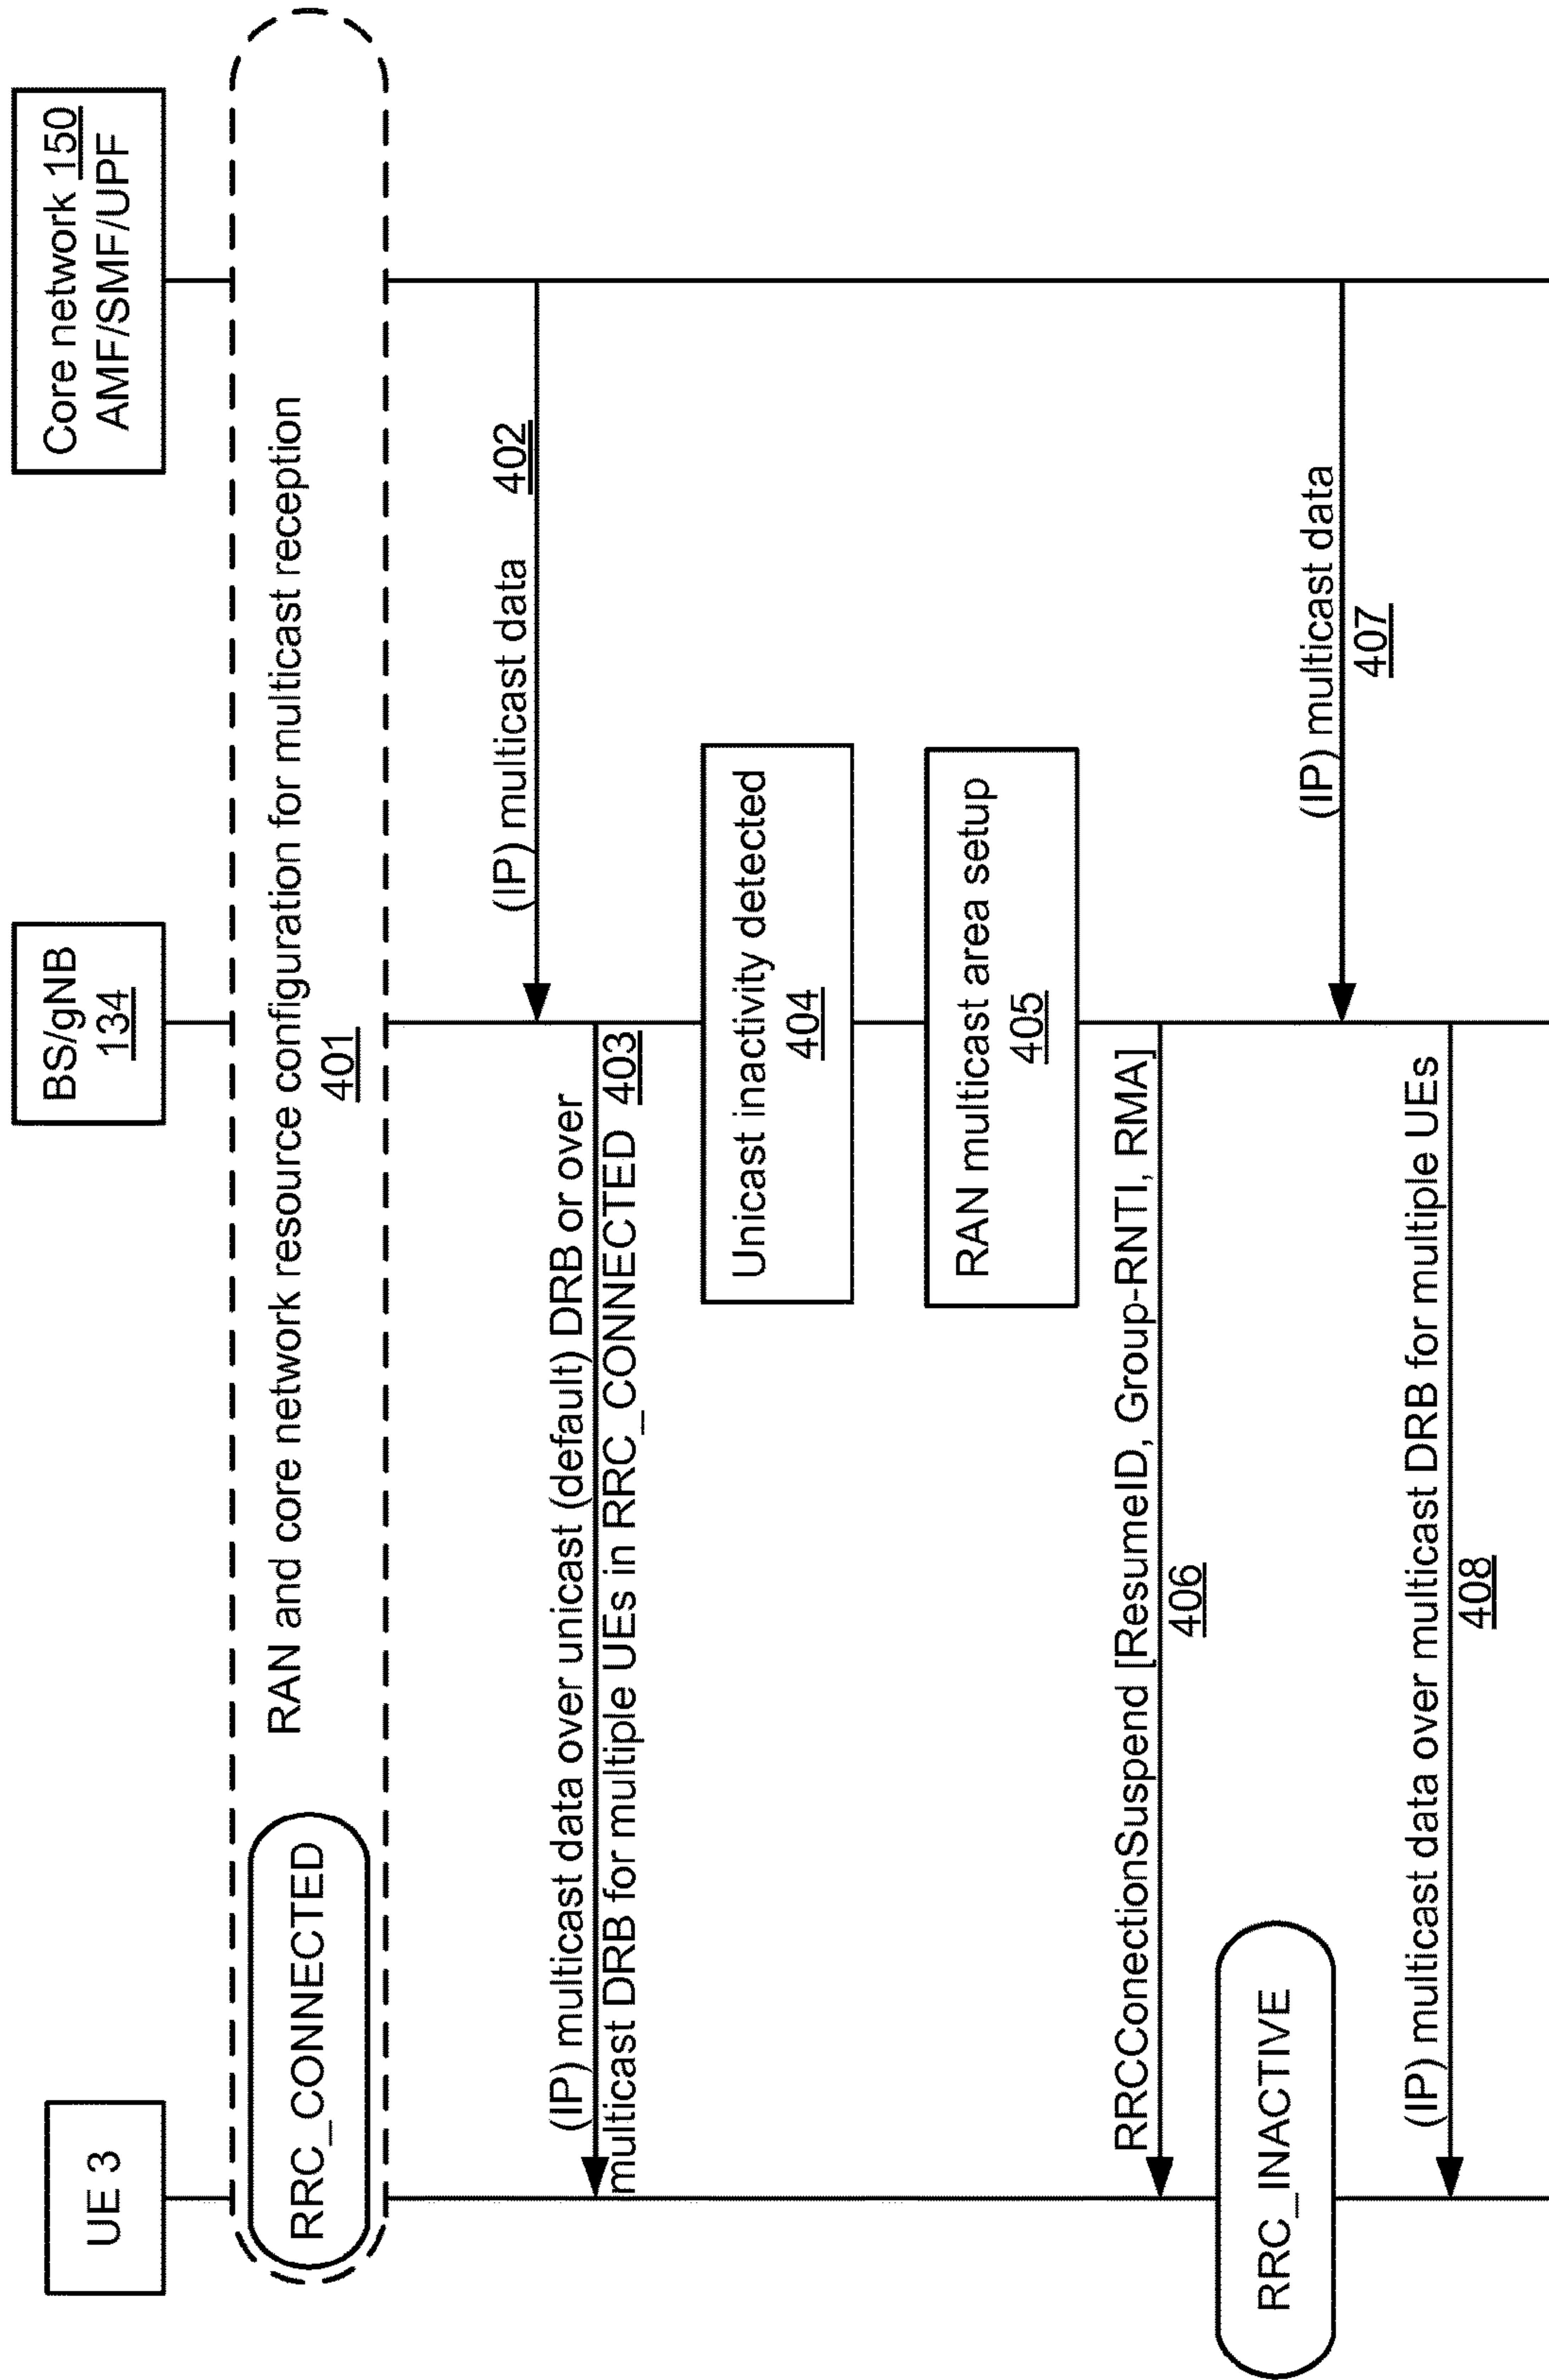 UE 3
BS/gNB
134
Core network 150
AMF/SMF/UPF
RRC_CONNECTED
RAN and core network resource configuration for multicast reception
401
(IP) multicast data 402
(IP) multicast data over unicast (default) DRB or over
multicast DRB for multiple UEs in RRC_CONNECTED 403
Unicast inactivity detected
404
RAN multicast area setup
405
RRCConectionSuspend [ResumeID, Group-RNTI, RMA]
406
RRC_INACTIVE
(IP) multicast data
407
(IP) multicast data over multicast DRB for multiple UEs
408